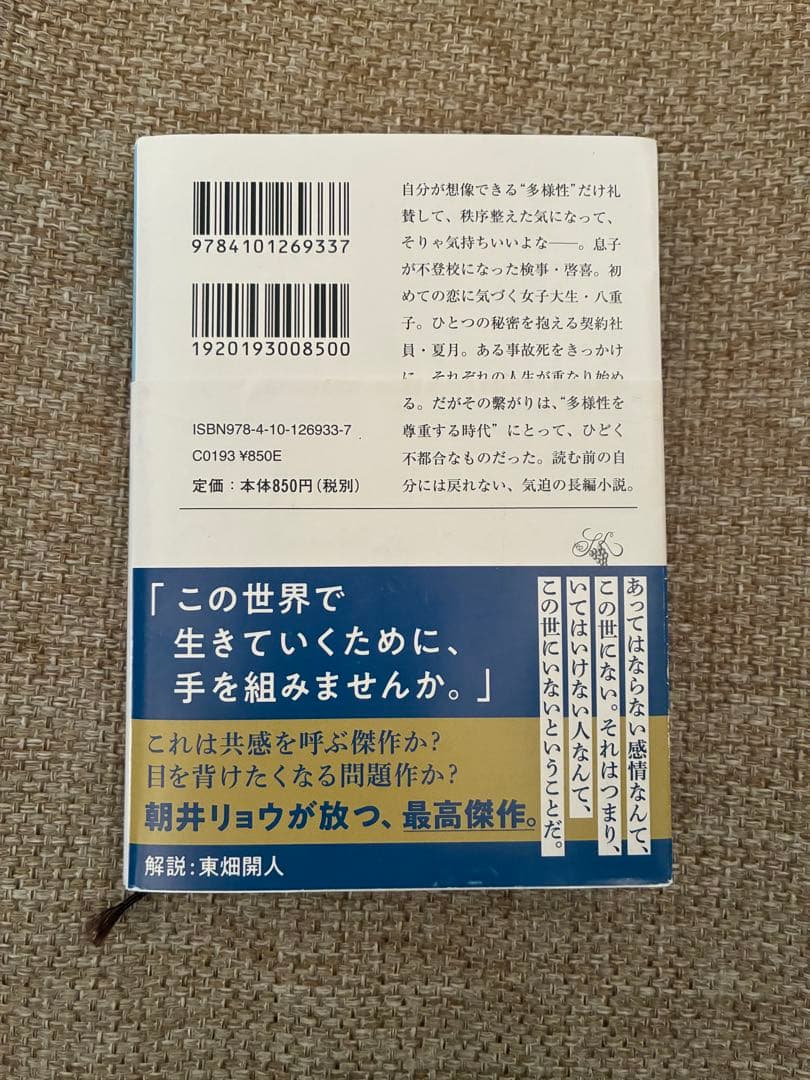 9784101269337
1920193008500
ISBN978-4-10-126933-7
C0193 ¥850E
定価:本体850円(税別)
自分が想像できる“多様性”だけ礼
賛して、秩序整えた気になって、
そりゃ気持ちいいよな――。息子
が不登校になった検事・啓喜。初
めての恋に気づく女子大生・八重
子。ひとつの秘密を抱える契約社
員・夏月。ある事故死をきっかけ
に、それぞれの人生が重なり始め
る。だがその繫がりは、“多様性を
尊重する時代”にとって、ひどく
不都合なものだった。読む前の自
分には戻れない、気迫の長編小説。
「この世界で
生きていくために、
手を組みませんか。」
あってはならない感情なんて、
この世にない。それはつまり、
いてはいけない人なんて、
この世にいないということだ。
これは共感を呼ぶ傑作か?
目を背けたくなる問題作か?
朝井リョウが放つ、最高傑作。
解説:東畑開人